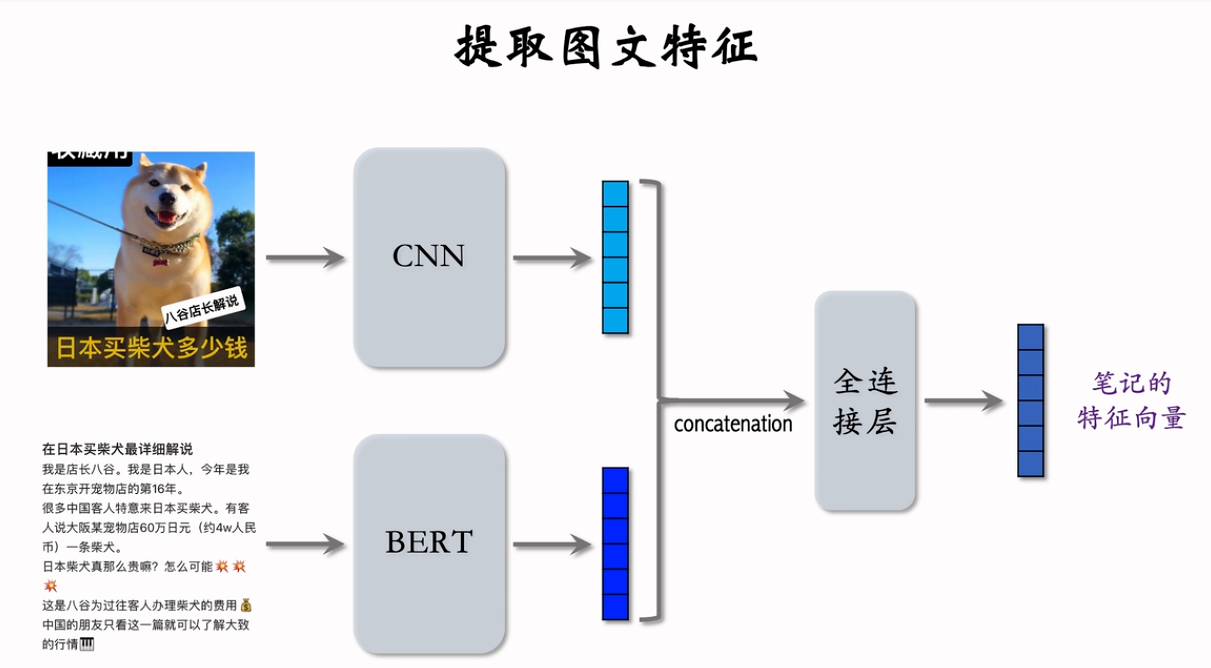 提取图文特征
收藏用
八谷店长解说
日本买柴犬多少钱
CNN
在日本买柴犬最详细解说
我是店长八谷。我是日本人，今年是我
在东京开宠物店的第16年。
很多中国客人特意来日本买柴犬。有客
人说大阪某宠物店60万日元（约4w人民
币）一条柴犬。
日本柴犬真那么贵嘛？怎么可能💥💥
💥
这是八谷为过往客人办理柴犬的费用💰
中国的朋友只看这一篇就可以了解大致
的行情🎹
BERT
concatenation
全连
接层
笔记的
特征向量